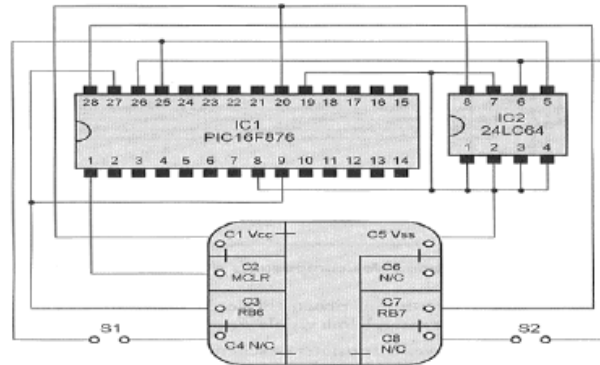 28 27 26 25 24 23 22 21 20 19 18 17 16 15
8 7 6 5
IC1
PIC16F876
IC2
24LC64
1 2 3 4 5 6 7 8 9 10 11 12 13 14
1 2 3 4
C1 Vcc
C5 Vss
C2
MCLR
C6
N/C
C3
RB6
C7
RB7
S1
C4 N/C
C8
N/C
S2